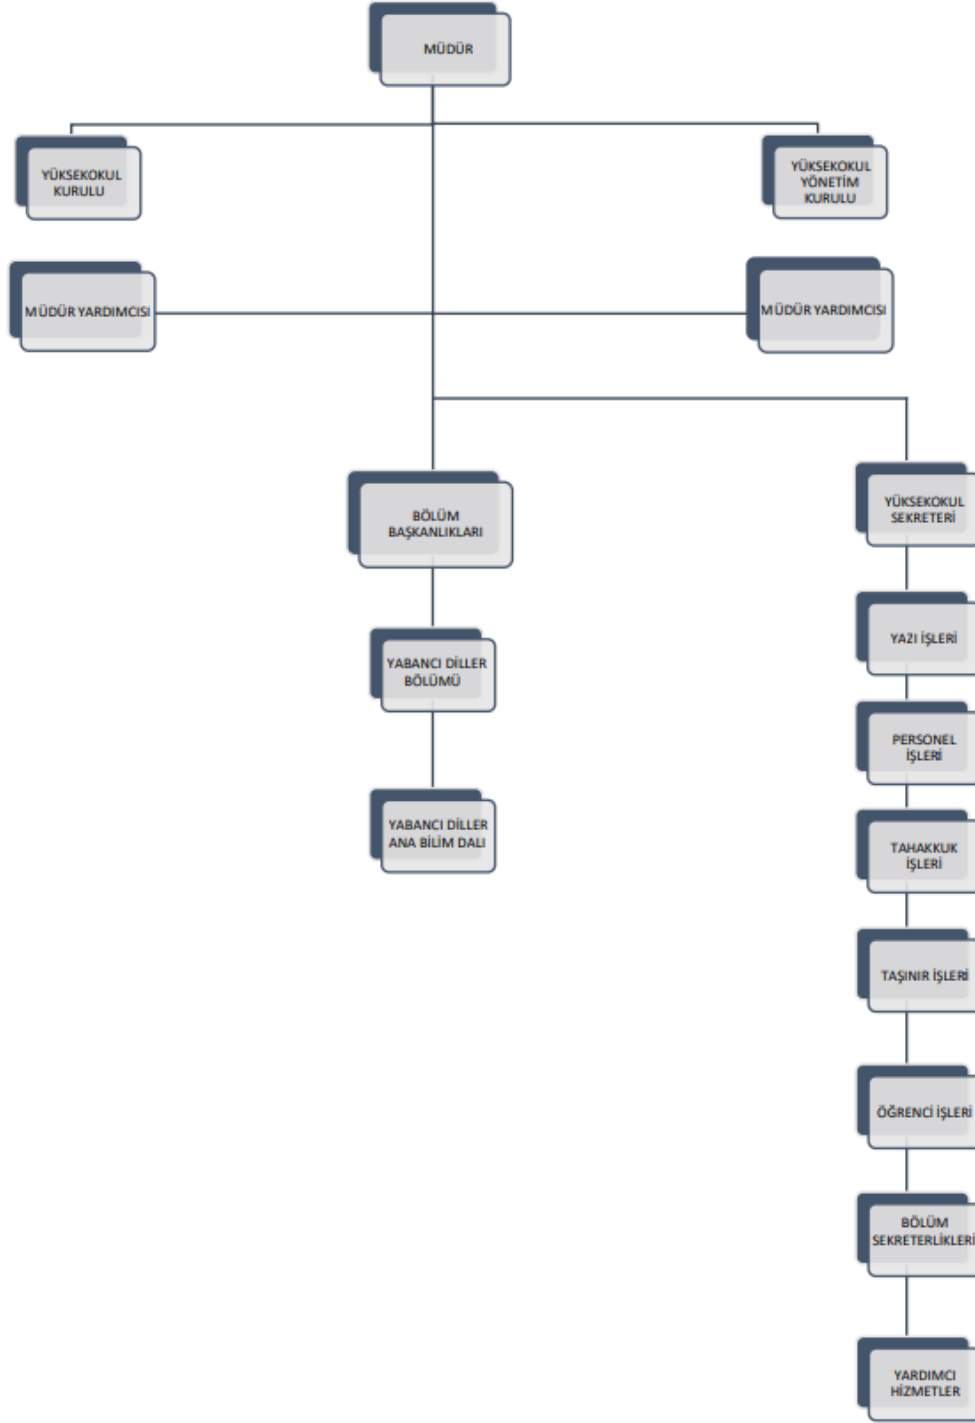 MÜDÜR
YÜKSEKOKUL
KURULU
YÜKSEKOKUL
YÖNETİM
KURULU
MÜDÜR YARDIMCISI
MÜDÜR YARDIMCISI
BÖLÜM
BAŞKANLIKLARI
YABANCI DİLLER
BÖLÜMÜ
YABANCI DİLLER
ANA BİLİM DALI
YÜKSEKOKUL
SEKRETERİ
YAZI İŞLERİ
PERSONEL
İŞLERİ
TAHAKKUK
İŞLERİ
TAŞINIR İŞLERİ
ÖĞRENCİ İŞLERİ
BÖLÜM
SEKRETERLİKLERİ
YARDIMCI
HİZMETLER